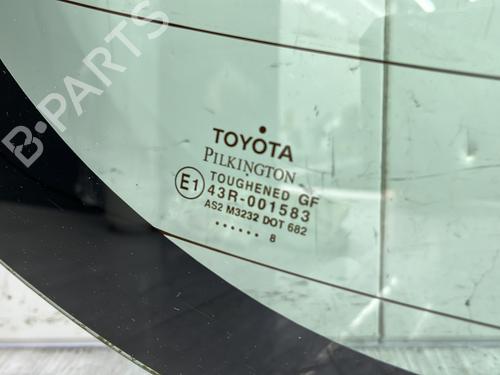 B-PARTS
TOYOTA
PILKINGTON
TOUGHENED GF
E1 43R-001583
AS2 M3232 DOT 682
...... 8